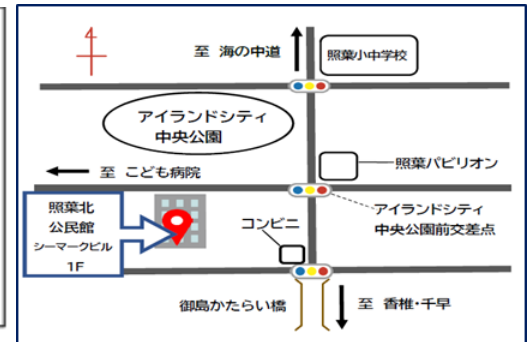 4
至 海の中道
照葉小中学校
アイランドシティ
中央公園
照葉パビリオン
至 こども病院
照葉北
公民館
シーマークビル
1F
コンビニ
アイランドシティ
中央公園前交差点
御島かたらい橋
至 香椎・千早